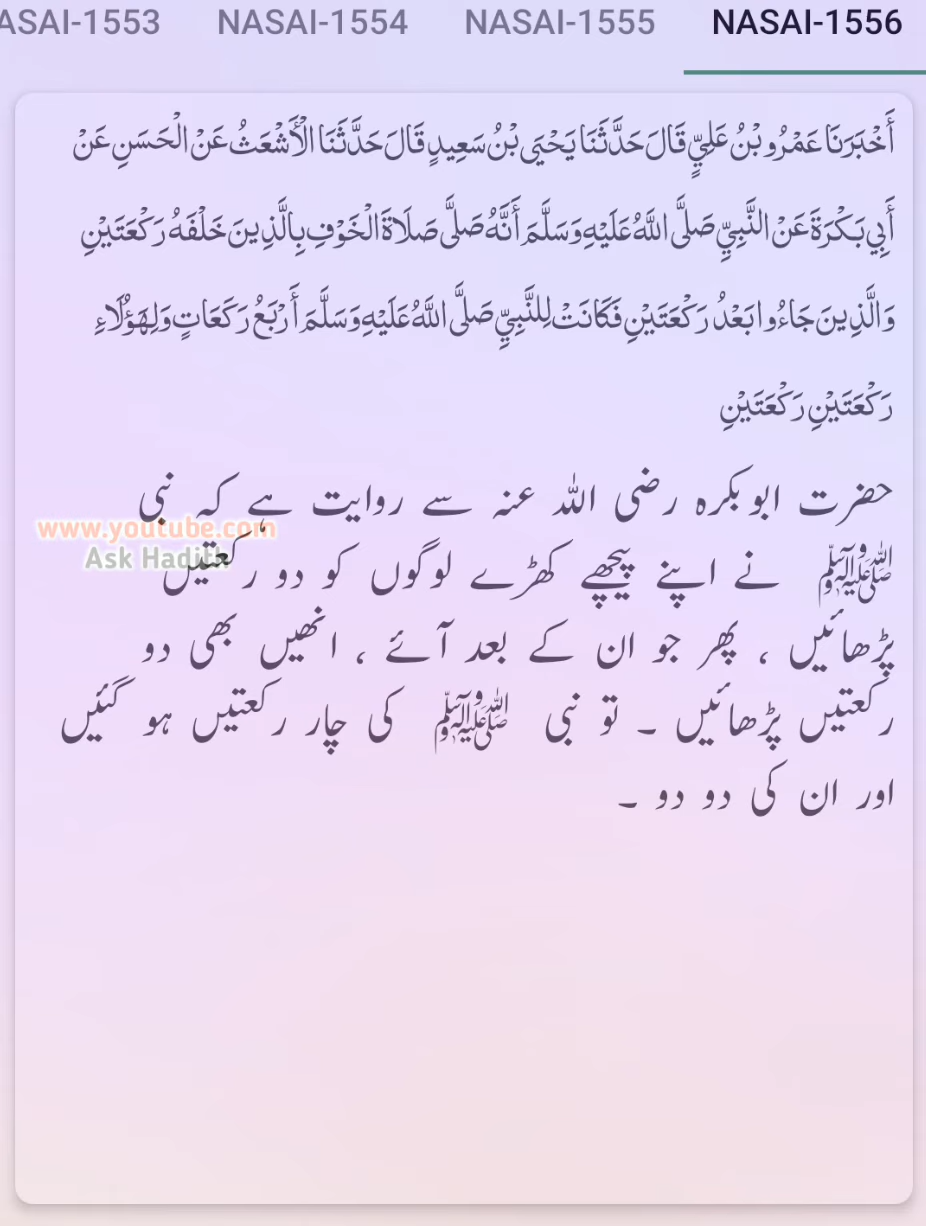 ASAI-1553 NASAI-1554 NASAI-1555 NASAI-1556
أَخْبَرَنَا عَمْرُو بْنُ عَلِيٍّ قَالَ حَدَّثَنَا يَحْيَى بْنُ سَعِيدٍ قَالَ حَدَّثَنَا الْأَشْعَثُ عَنْ الْحَسَنِ عَنْ
أَبِي بَكْرَةَ عَنْ النَّبِيِّ صَلَّى اللَّهُ عَلَيْهِ وَسَلَّمَ أَنَّهُ صَلَّى صَلَاةَ الْخَوْفِ بِالَّذِينَ خَلْفَهُ رَكْعَتَيْنِ
وَالَّذِينَ جَاءُوا بَعْدُ رَكْعَتَيْنِ فَكَانَتْ لِلنَّبِيِّ صَلَّى اللَّهُ عَلَيْهِ وَسَلَّمَ أَرْبَعُ رَكَعَاتٍ وَلِهَؤُلَاءِ
رَكْعَتَيْنِ رَكْعَتَيْنِ
حضرت ابوبکرہ رضی اللہ عنہ سے روایت ہے کہ نبی
www.youtube.com
Ask Hadith
ﷺ نے اپنے پیچھے کھڑے لوگوں کو دو رکعتیں
پڑھائیں ، پھر جو ان کے بعد آئے ، انھیں بھی دو
رکعتیں پڑھائیں ۔ تو نبی ﷺ کی چار رکعتیں ہو گئیں
اور ان کی دو دو ۔